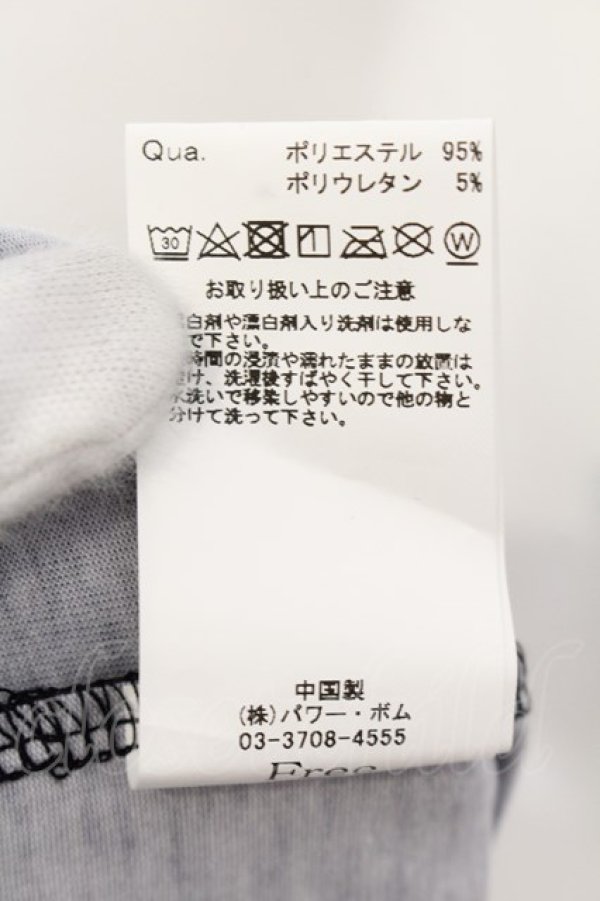 Qua. ポリエステル 95%
ポリウレタン 5%
30 W
お取り扱い上のご注意
白剤や漂白剤入り洗剤は使用しな
で下さい。
時間の浸漬や濡れたままの放置は
け、洗濯後すばやく干して下さい。
水洗いで移染しやすいので他の物と
分けて洗って下さい。
中国製
(株)パワー・ボム
03-3708-4555